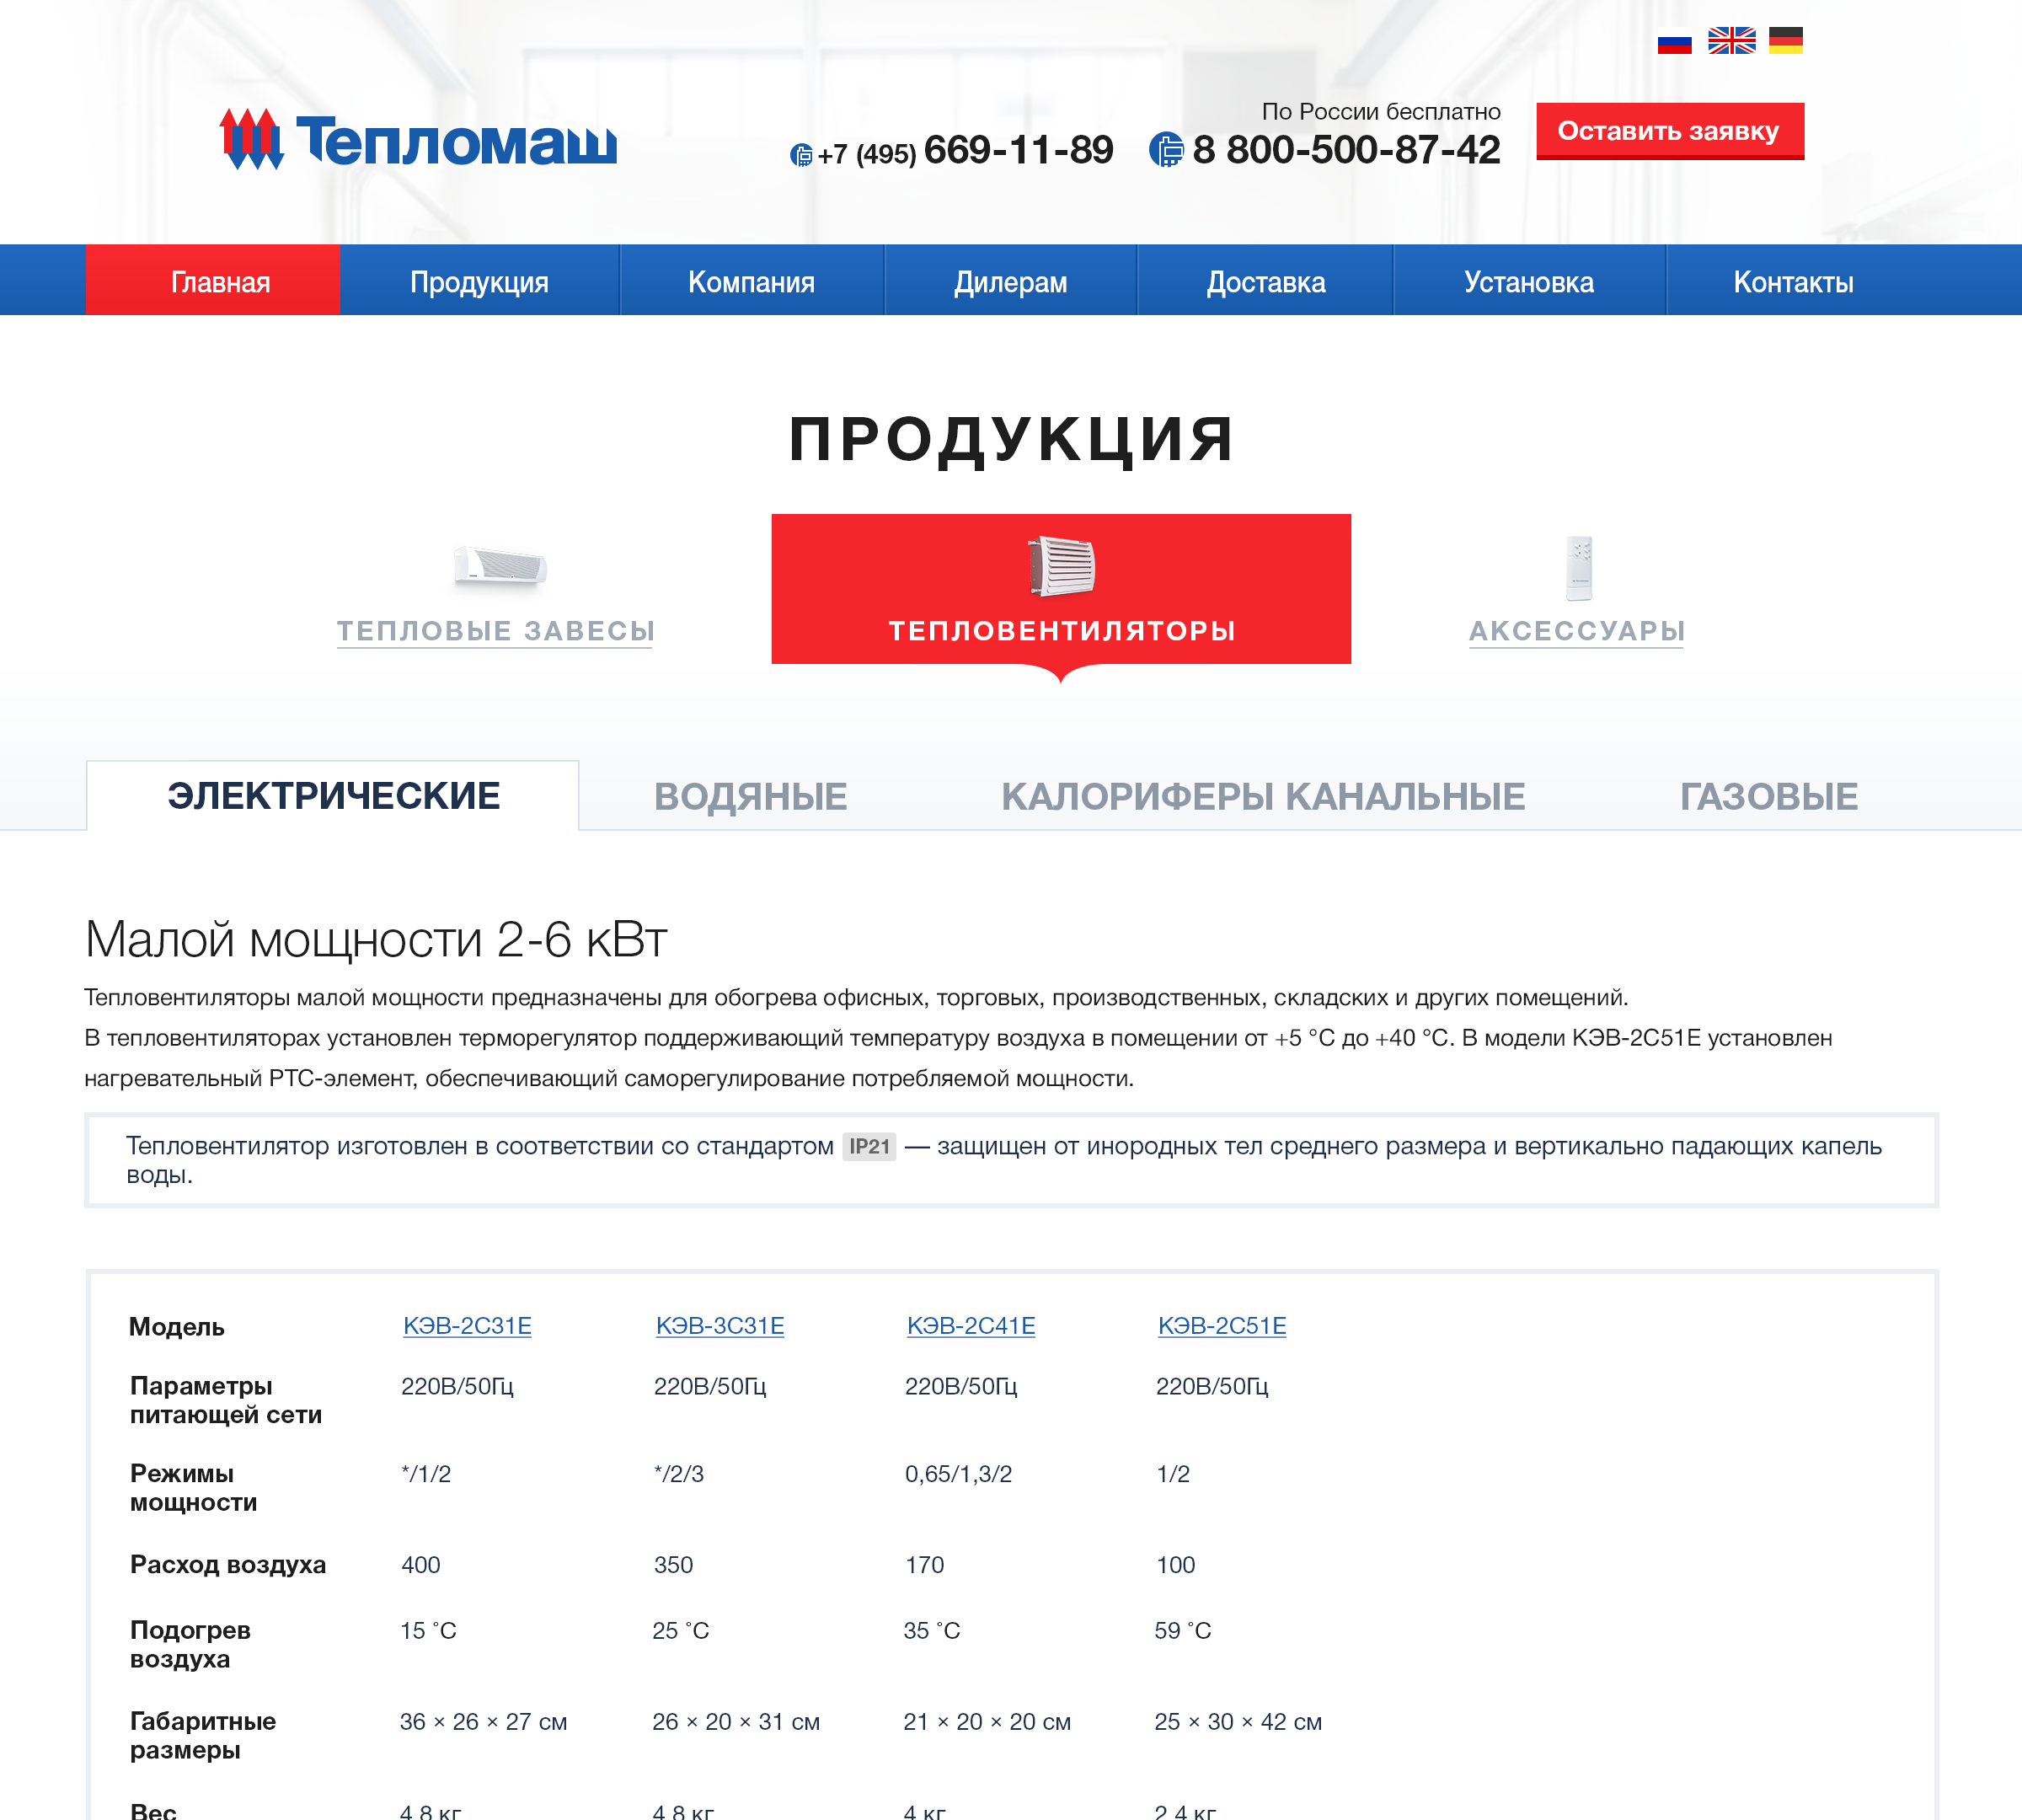 По России бесплатно
Тепломаш
+7 (495) 669-11-89
8 800-500-87-42
Оставить заявку
Главная
Продукция
Компания
Дилерам
Доставка
Установка
Контакты
ПРОДУКЦИЯ
ТЕПЛОВЫЕ ЗАВЕСЫ
ТЕПЛОВЕНТИЛЯТОРЫ
АКСЕССУАРЫ
ЭЛЕКТРИЧЕСКИЕ
ВОДЯНЫЕ
КАЛОРИФЕРЫ КАНАЛЬНЫЕ
ГАЗОВЫЕ
Малой мощности 2-6 кВт
Тепловентиляторы малой мощности предназначены для обогрева офисных, торговых, производственных, складских и других помещений.
В тепловентиляторах установлен терморегулятор поддерживающий температуру воздуха в помещении от +5 °С до +40 °С. В модели КЭВ-2С51Е установлен
нагревательный РТС-элемент, обеспечивающий саморегулирование потребляемой мощности.
Тепловентилятор изготовлен в соответствии со стандартом IP21 — защищен от инородных тел среднего размера и вертикально падающих капель
воды.
Модель КЭВ-2С31Е КЭВ-3С31Е КЭВ-2С41Е КЭВ-2С51Е
Параметры 220В/50Гц 220В/50Гц 220В/50Гц 220В/50Гц
питающей сети
Режимы */1/2 */2/3 0,65/1,3/2 1/2
мощности
Расход воздуха 400 350 170 100
Подогрев 15 ˚С 25 ˚С 35 ˚С 59 ˚С
воздуха
Габаритные 36 × 26 × 27 см 26 × 20 × 31 см 21 × 20 × 20 см 25 × 30 × 42 см
размеры
Вес 4,8 кг 4,8 кг 4 кг 2,4 кг